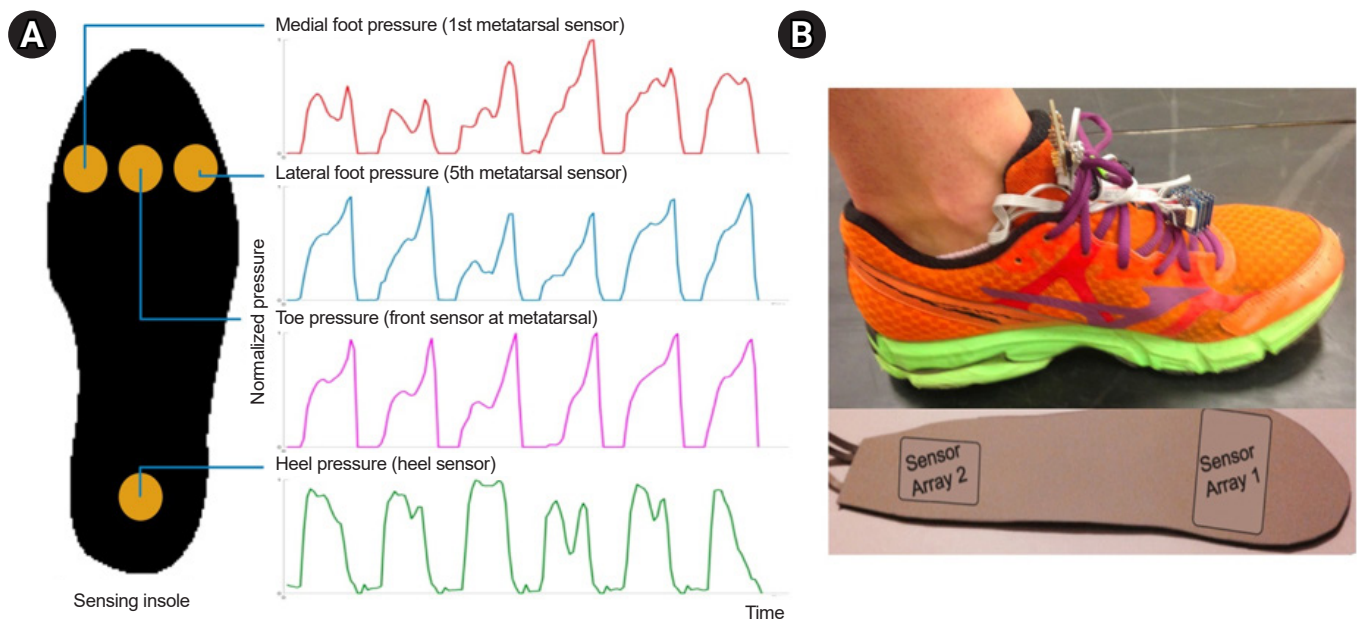 A
Medial foot pressure (1st metatarsal sensor)
Lateral foot pressure (5th metatarsal sensor)
Normalized pressure
Toe pressure (front sensor at metatarsal)
Heel pressure (heel sensor)
Sensing insole
Time
B
Sensor
Array 2
Sensor
Array 1